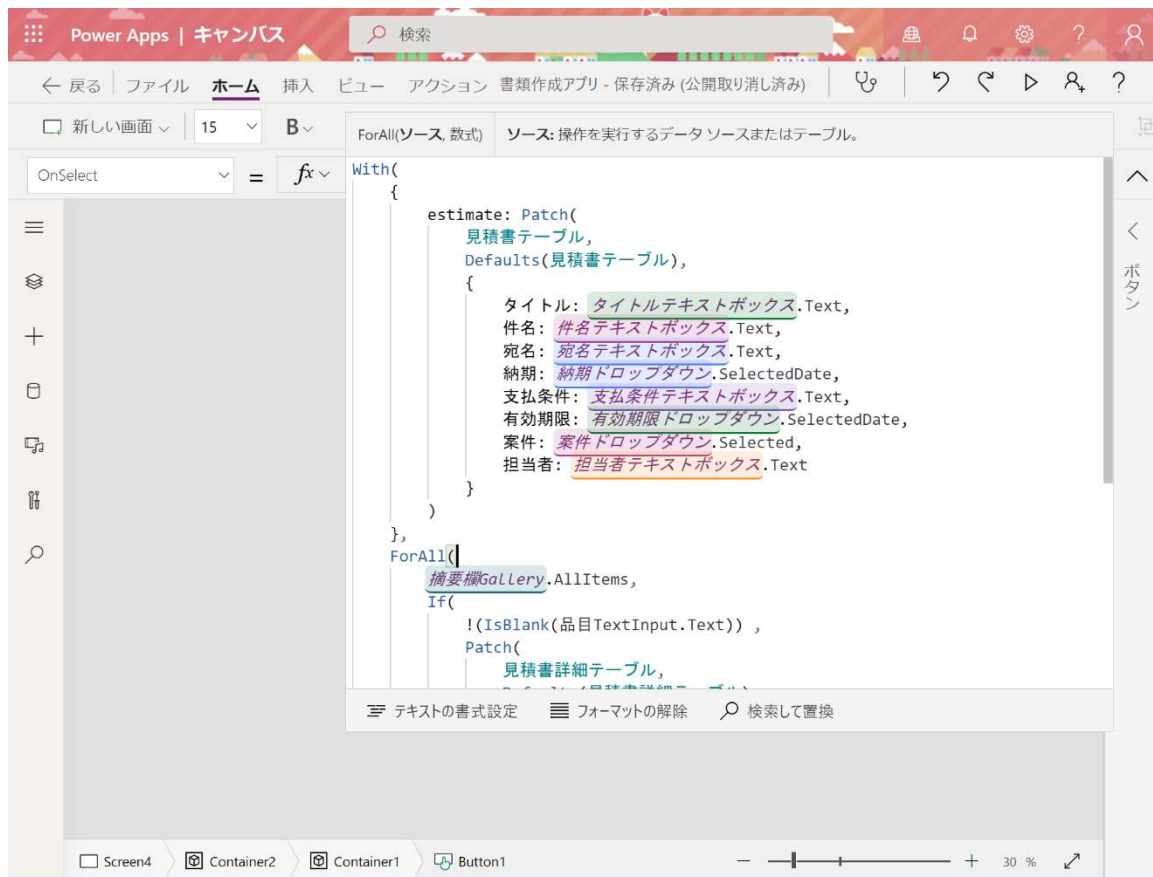 Power Apps | キャンバス 検索
← 戻る ファイル ホーム 挿入 ビュー アクション 書類作成アプリ - 保存済み (公開取り消し済み) ?
新しい画面 15 B
ForAll(ソース, 数式) ソース: 操作を実行するデータ ソースまたはテーブル。
OnSelect = fx
With(
{
estimate: Patch(
見積書テーブル,
Defaults(見積書テーブル),
{
タイトル: タイトルテキストボックス.Text,
件名: 件名テキストボックス.Text,
宛名: 宛名テキストボックス.Text,
納期: 納期ドロップダウン.SelectedDate,
支払条件: 支払条件テキストボックス.Text,
有効期限: 有効期限ドロップダウン.SelectedDate,
案件: 案件ドロップダウン.Selected,
担当者: 担当者テキストボックス.Text
}
)
},
ForAll(
摘要欄Gallery.AllItems,
If(
!(IsBlank(品目TextInput.Text)) ,
Patch(
見積書詳細テーブル,
ボタン
テキストの書式設定 フォーマットの解除 検索して置換
Screen4 Container2 Container1 Button1 − + 30 %